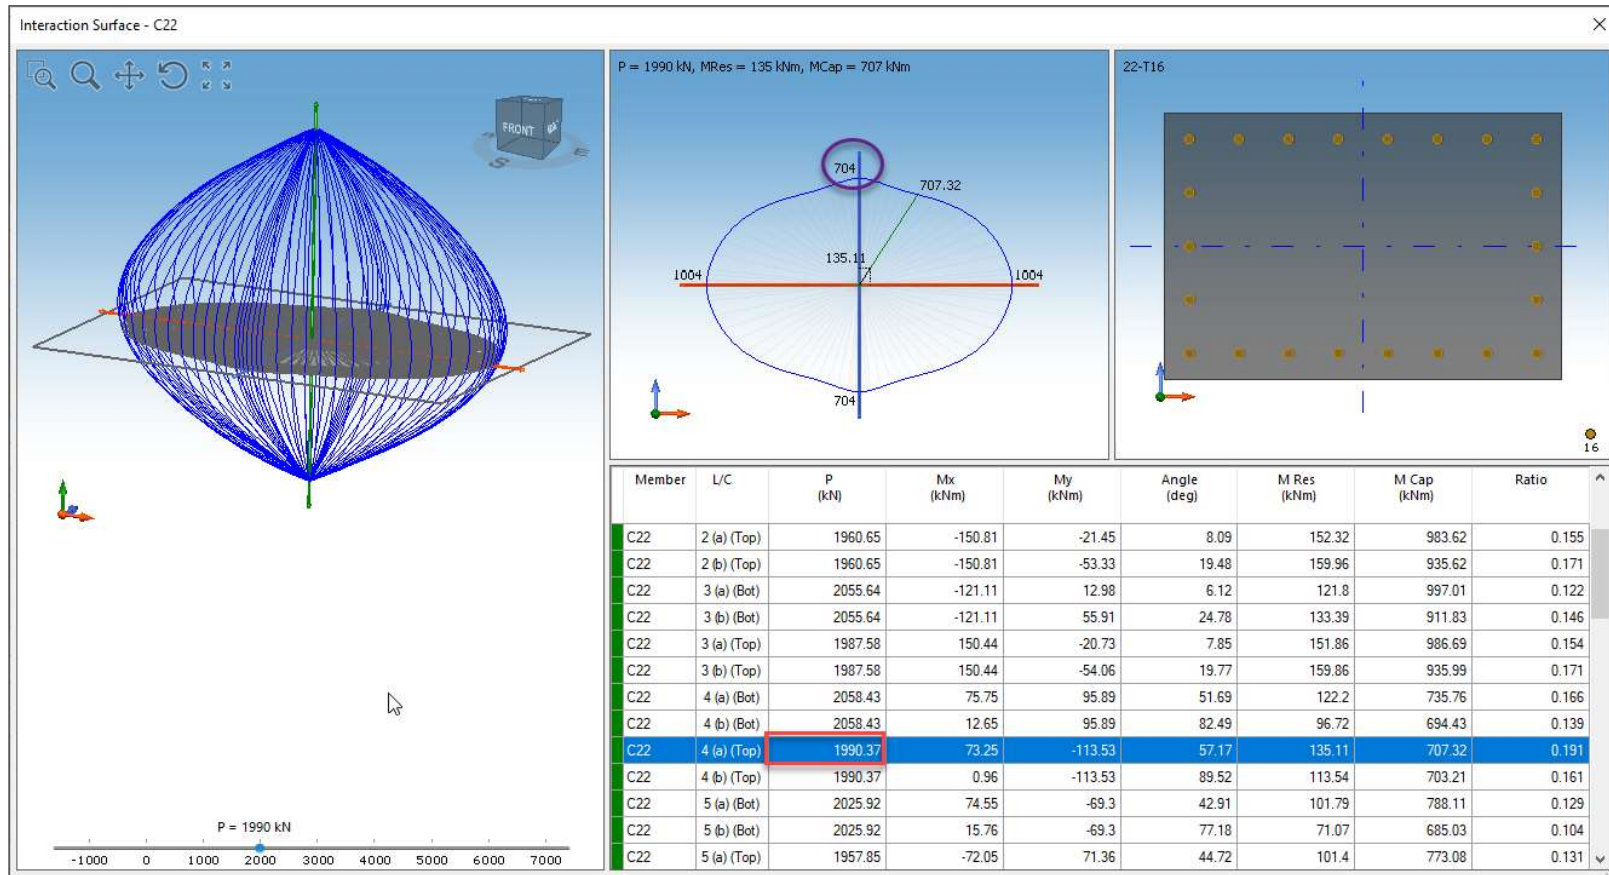 Interaction Surface - C22
FRONT
S
E
P = 1990 kN
-1000 0 1000 2000 3000 4000 5000 6000 7000
P = 1990 kN, MRes = 135 kNm, MCap = 707 kNm
704
707.32
135.11
1004 1004
704
22-T16
16
Member L/C P (kN) Mx (kNm) My (kNm) Angle (deg) M Res (kNm) M Cap (kNm) Ratio
C22 2 (a) (Top) 1960.65 -150.81 -21.45 8.09 152.32 983.62 0.155
C22 2 (b) (Top) 1960.65 -150.81 -53.33 19.48 159.96 935.62 0.171
C22 3 (a) (Bot) 2055.64 -121.11 12.98 6.12 121.8 997.01 0.122
C22 3 (b) (Bot) 2055.64 -121.11 55.91 24.78 133.39 911.83 0.146
C22 3 (a) (Top) 1987.58 150.44 -20.73 7.85 151.86 986.69 0.154
C22 3 (b) (Top) 1987.58 150.44 -54.06 19.77 159.86 935.99 0.171
C22 4 (a) (Bot) 2058.43 75.75 95.89 51.69 122.2 735.76 0.166
C22 4 (b) (Bot) 2058.43 12.65 95.89 82.49 96.72 694.43 0.139
C22 4 (a) (Top) 1990.37 73.25 -113.53 57.17 135.11 707.32 0.191
C22 4 (b) (Top) 1990.37 0.96 -113.53 89.52 113.54 703.21 0.161
C22 5 (a) (Bot) 2025.92 74.55 -69.3 42.91 101.79 788.11 0.129
C22 5 (b) (Bot) 2025.92 15.76 -69.3 77.18 71.07 685.03 0.104
C22 5 (a) (Top) 1957.85 -72.05 71.36 44.72 101.4 773.08 0.131